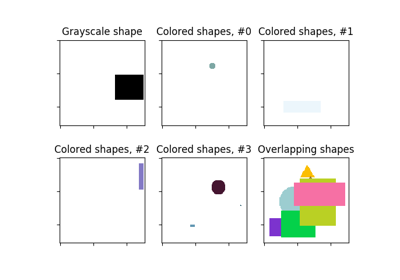 Grayscale shape
Colored shapes, #0
Colored shapes, #1
Colored shapes, #2
Colored shapes, #3
Overlapping shapes